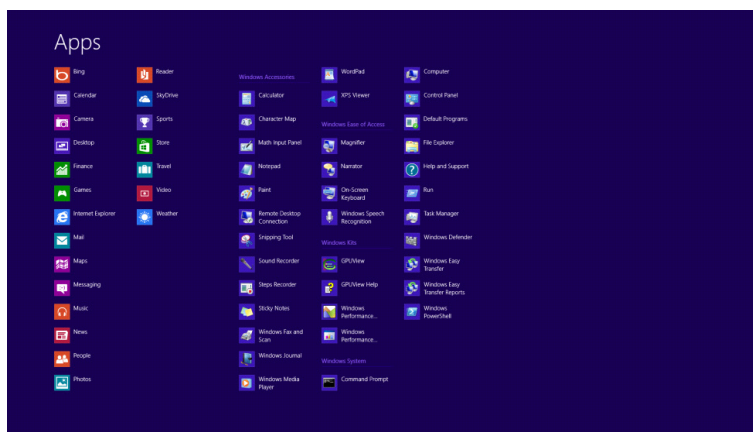 Apps
Bing
Calendar
Camera
Desktop
Finance
Games
Internet Explorer
Mail
Maps
Messaging
Music
News
People
Photos
Reader
SkyDrive
Sports
Store
Travel
Video
Weather
Windows Accessories
Calculator
Character Map
Math Input Panel
Notepad
Paint
Remote Desktop
Connection
Snipping Tool
Sound Recorder
Steps Recorder
Sticky Notes
Windows Fax and
Scan
Windows Journal
Windows Media
Player
WordPad
XPS Viewer
Windows Ease of Access
Magnifier
Narrator
On-Screen
Keyboard
Windows Speech
Recognition
Windows Kits
GPUView
GPUView Help
Windows
Performance...
Windows
Performance...
Windows System
Command Prompt
Computer
Control Panel
Default Programs
File Explorer
Help and Support
Run
Task Manager
Windows Defender
Windows Easy
Transfer
Windows Easy
Transfer Reports
Windows
PowerShell